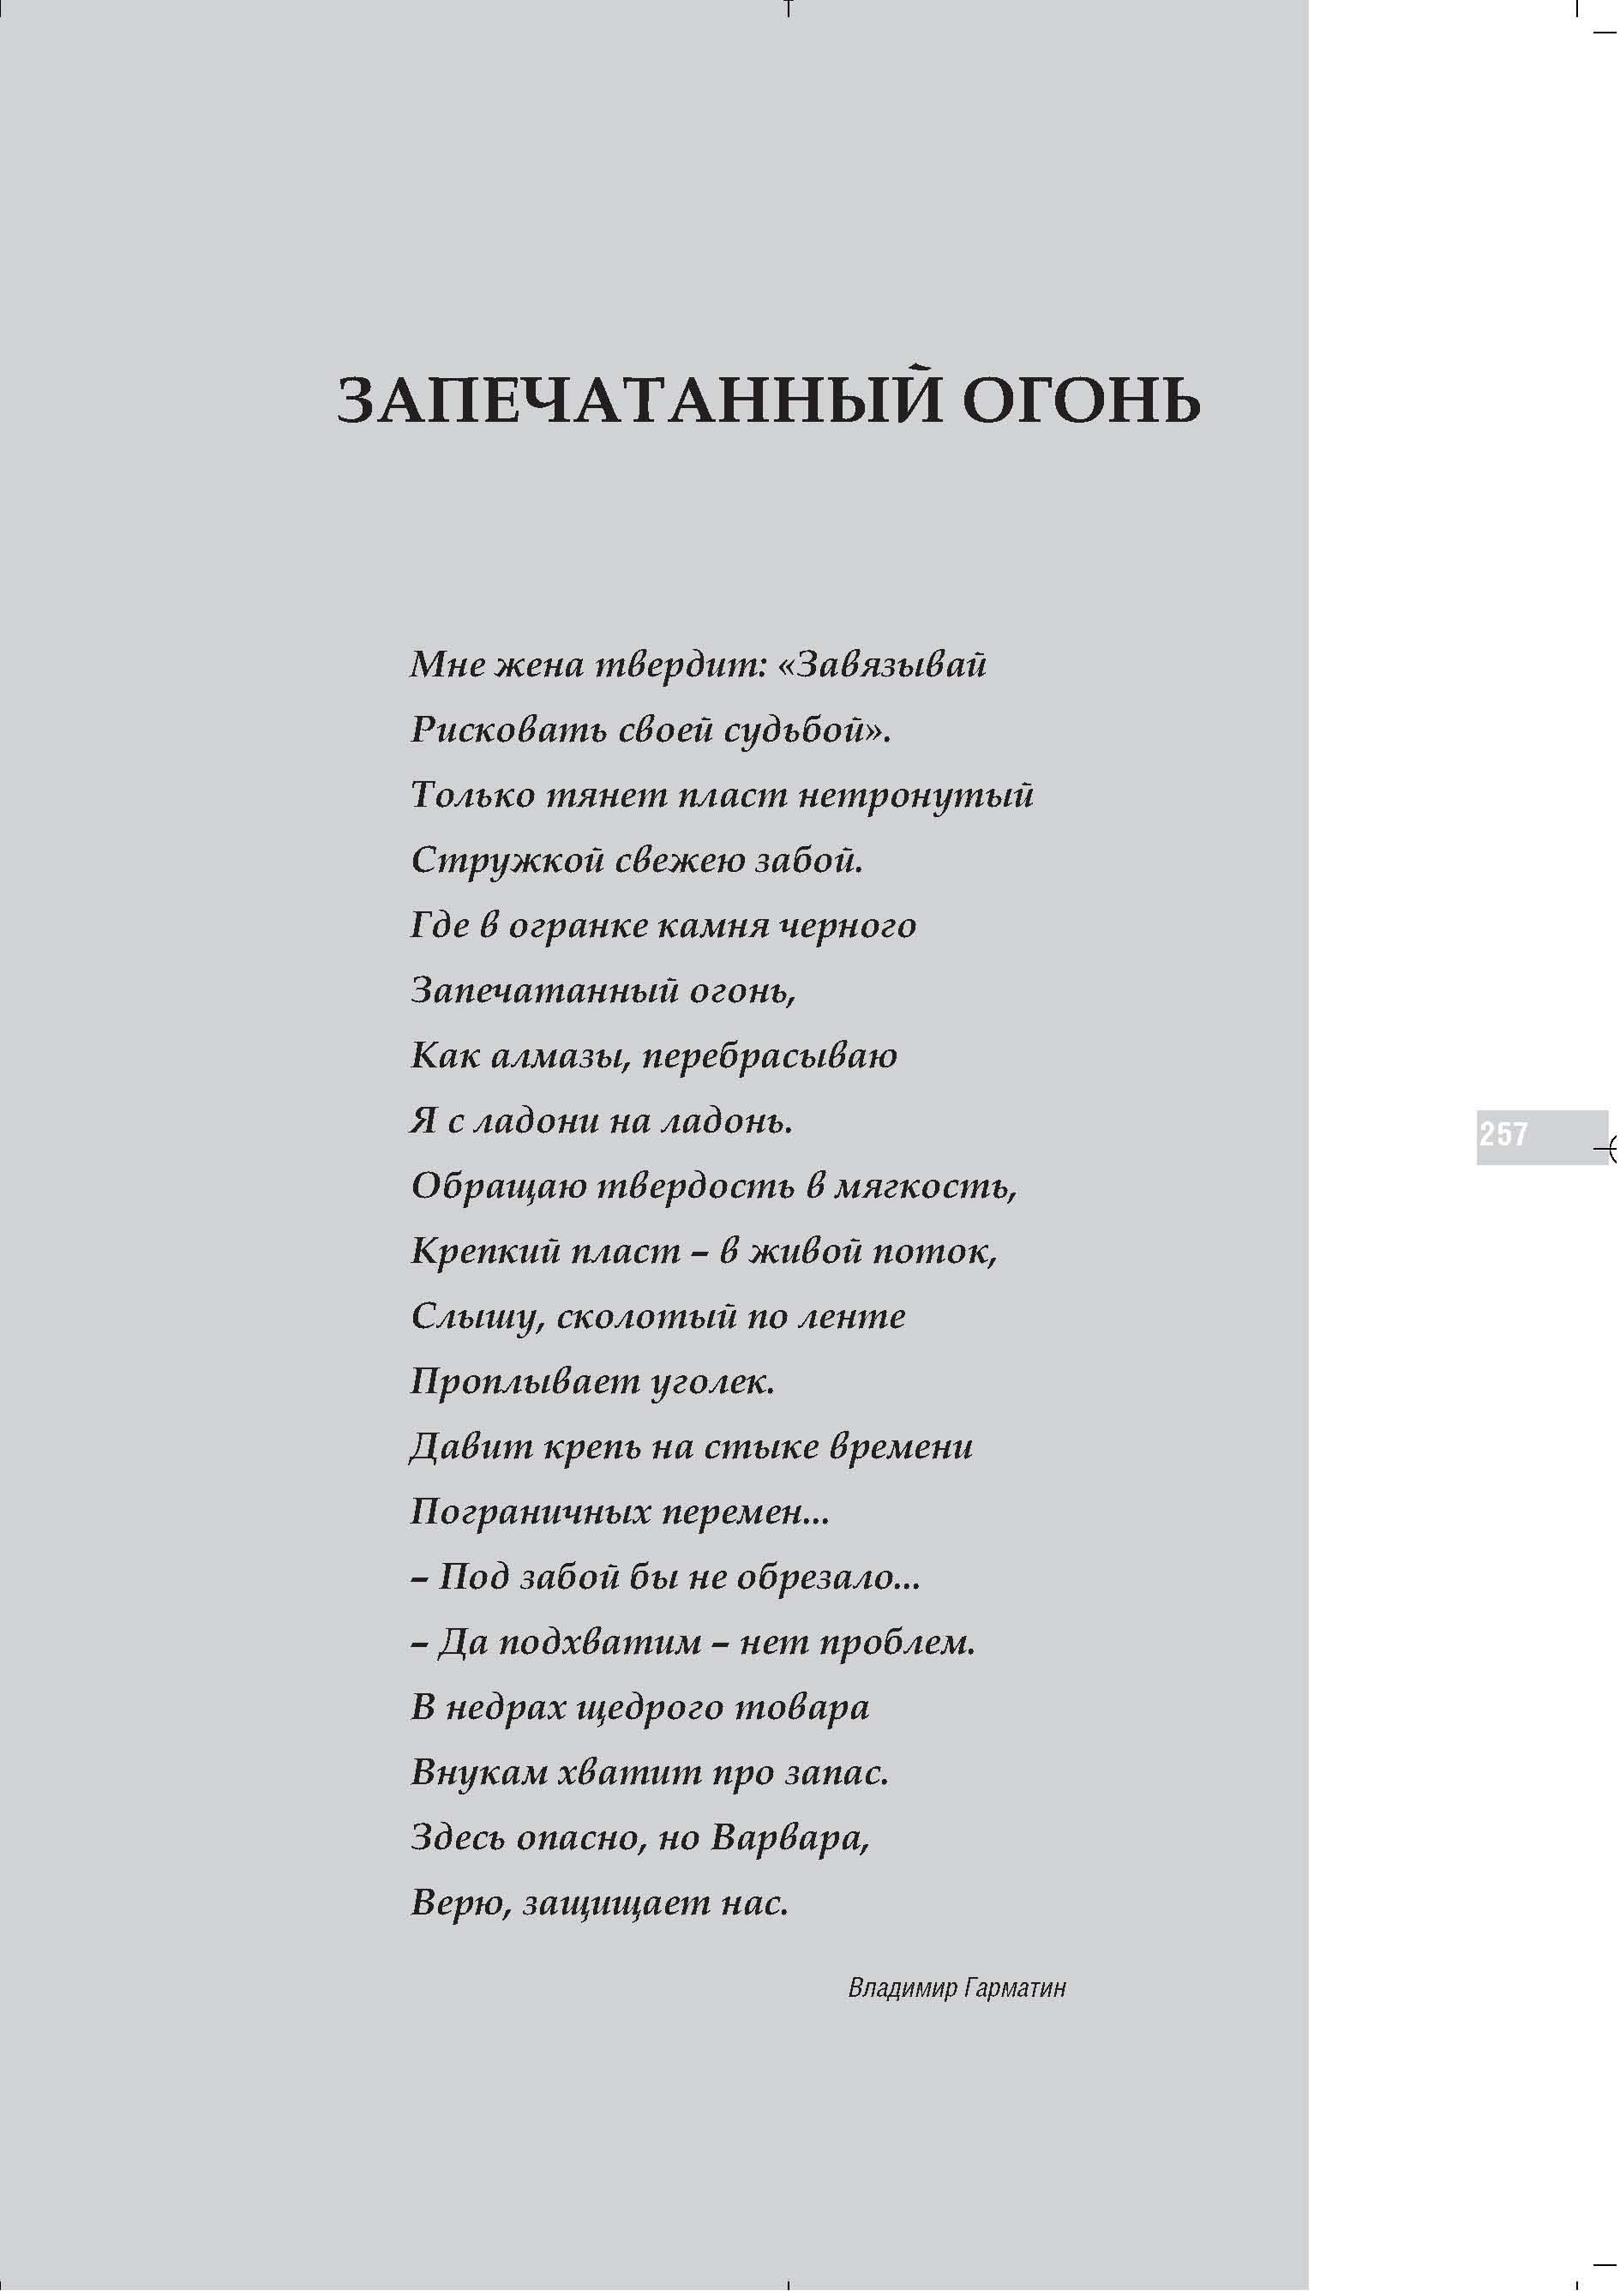 ЗАПЕЧАТАННЫЙ ОГОНЬ
Мне жена твердит: «Завязывай
Рисковать своей судьбой».
Только тянет пласт нетронутый
Стружкой свежею забой.
Где в огранке камня черного
Запечатанный огонь,
Как алмазы, перебрасываю
Я с ладони на ладонь.
Обращаю твердость в мягкость,
Крепкий пласт – в живой поток,
Слышу, сколотый по ленте
Проплывает уголек.
Давит крепь на стыке времени
Пограничных перемен...
– Под забой бы не обрезало...
– Да подхватим – нет проблем.
В недрах щедрого товара
Внукам хватит про запас.
Здесь опасно, но Варвара,
Верю, защищает нас.
Владимир Гарматин
257